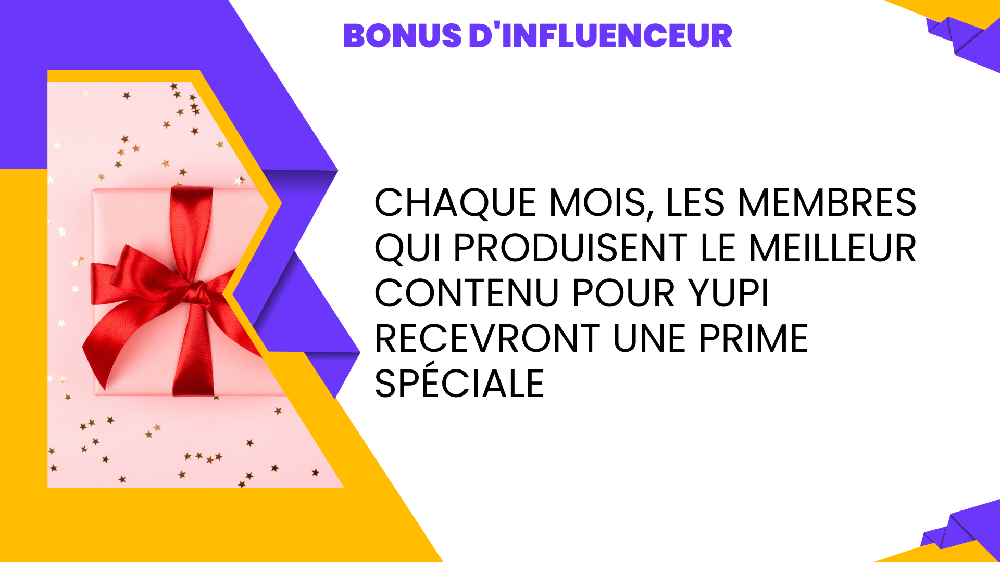 BONUS D'INFLUENCEUR
CHAQUE MOIS, LES MEMBRES
QUI PRODUISENT LE MEILLEUR
CONTENU POUR YUPI
RECEVRONT UNE PRIME
SPÉCIALE